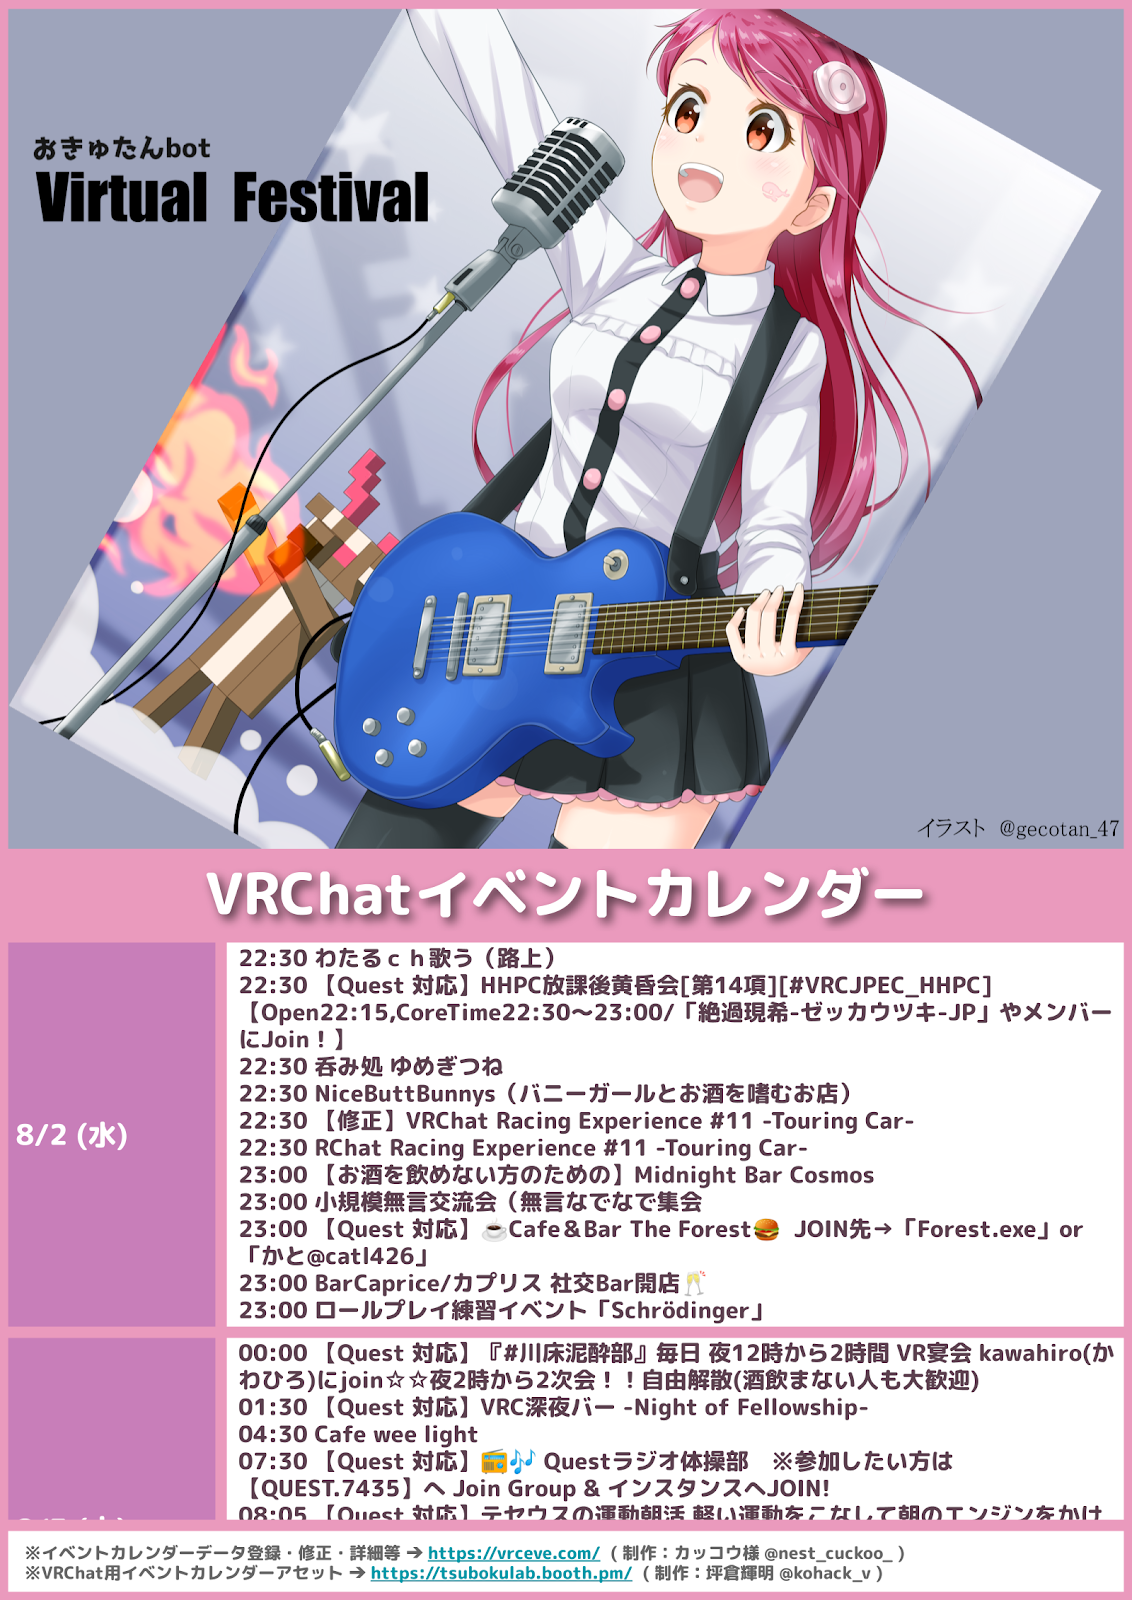 おきゅたんbot
Virtual Festival
イラスト @gecotan_47
VRChatイベントカレンダー
8/2 (水)
22:30 わたるｃｈ歌う（路上）
22:30 【Quest 対応】HHPC放課後黄昏会[第14項][#VRCJPEC_HHPC]
【Open22:15,CoreTime22:30～23:00/「絶過現希-ゼッカウツキ-JP」やメンバー
にJoin！】
22:30 呑み処 ゆめぎつね
22:30 NiceButtBunnys（バニーガールとお酒を嗜むお店）
22:30 【修正】VRChat Racing Experience #11 -Touring Car-
22:30 RChat Racing Experience #11 -Touring Car-
23:00 【お酒を飲めない方のための】Midnight Bar Cosmos
23:00 小規模無言交流会（無言なでなで集会
23:00 【Quest 対応】☕Cafe＆Bar The Forest🍔 JOIN先→「Forest.exe」or
「かと@catl426」
23:00 BarCaprice/カプリス 社交Bar開店🥂
23:00 ロールプレイ練習イベント「Schrödinger」
00:00 【Quest 対応】『#川床泥酔部』毎日 夜12時から2時間 VR宴会 kawahiro(か
わひろ)にjoin☆☆夜2時から2次会！！自由解散(酒飲まない人も大歓迎)
01:30 【Quest 対応】VRC深夜バー -Night of Fellowship-
04:30 Cafe wee light
07:30 【Quest 対応】📻🎶 Questラジオ体操部　※参加したい方は
【QUEST.7435】へ Join Group & インスタンスへJOIN!
08:05 【Quest 対応】テセウスの運動朝活 軽い運動をこなして朝のエンジンをかけ
※イベントカレンダーデータ登録・修正・詳細等 ➔ https://vrceve.com/ （ 制作：カッコウ様 @nest_cuckoo_ ）
※VRChat用イベントカレンダーアセット ➔ https://tsubokulab.booth.pm/ （ 制作：坪倉輝明 @kohack_v ）